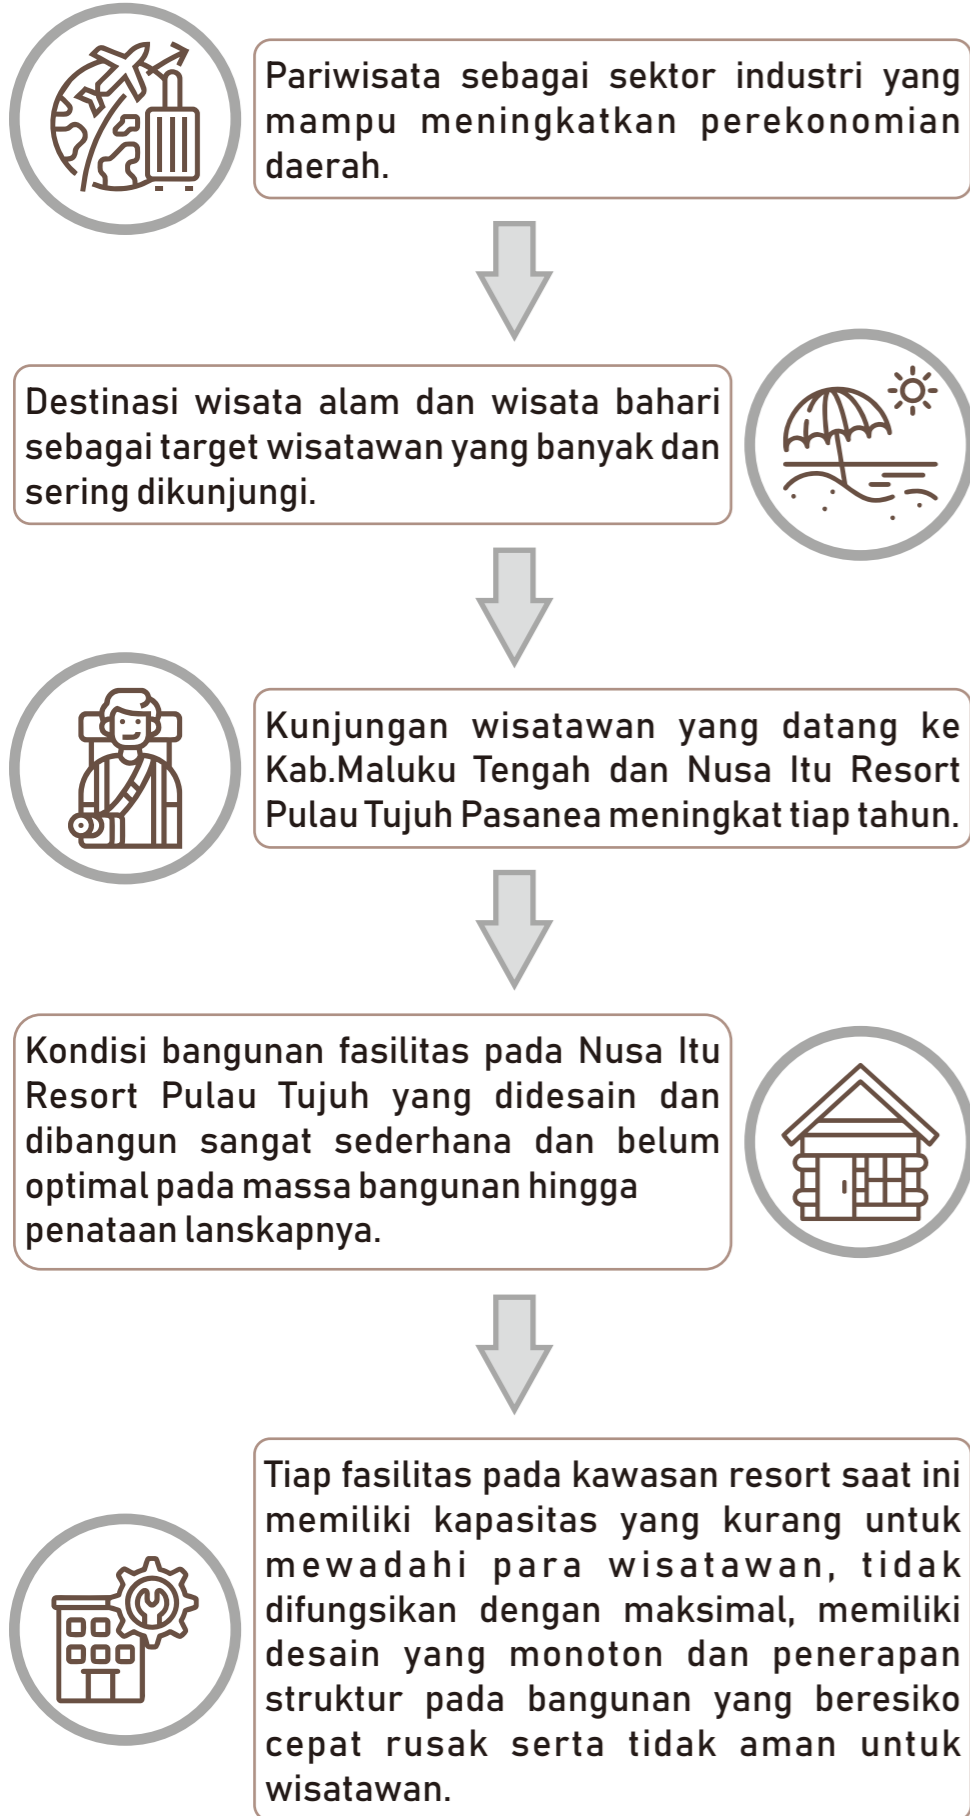 Pariwisata sebagai sektor industri yang
mampu meningkatkan perekonomian
daerah.
Destinasi wisata alam dan wisata bahari
sebagai target wisatawan yang banyak dan
sering dikunjungi.
Kunjungan wisatawan yang datang ke
Kab.Maluku Tengah dan Nusa Itu Resort
Pulau Tujuh Pasanea meningkat tiap tahun.
Kondisi bangunan fasilitas pada Nusa Itu
Resort Pulau Tujuh yang didesain dan
dibangun sangat sederhana dan belum
optimal pada massa bangunan hingga
penataan lanskapnya.
Tiap fasilitas pada kawasan resort saat ini
memiliki kapasitas yang kurang untuk
mewadahi para wisatawan, tidak
difungsikan dengan maksimal, memiliki
desain yang monoton dan penerapan
struktur pada bangunan yang beresiko
cepat rusak serta tidak aman untuk
wisatawan.